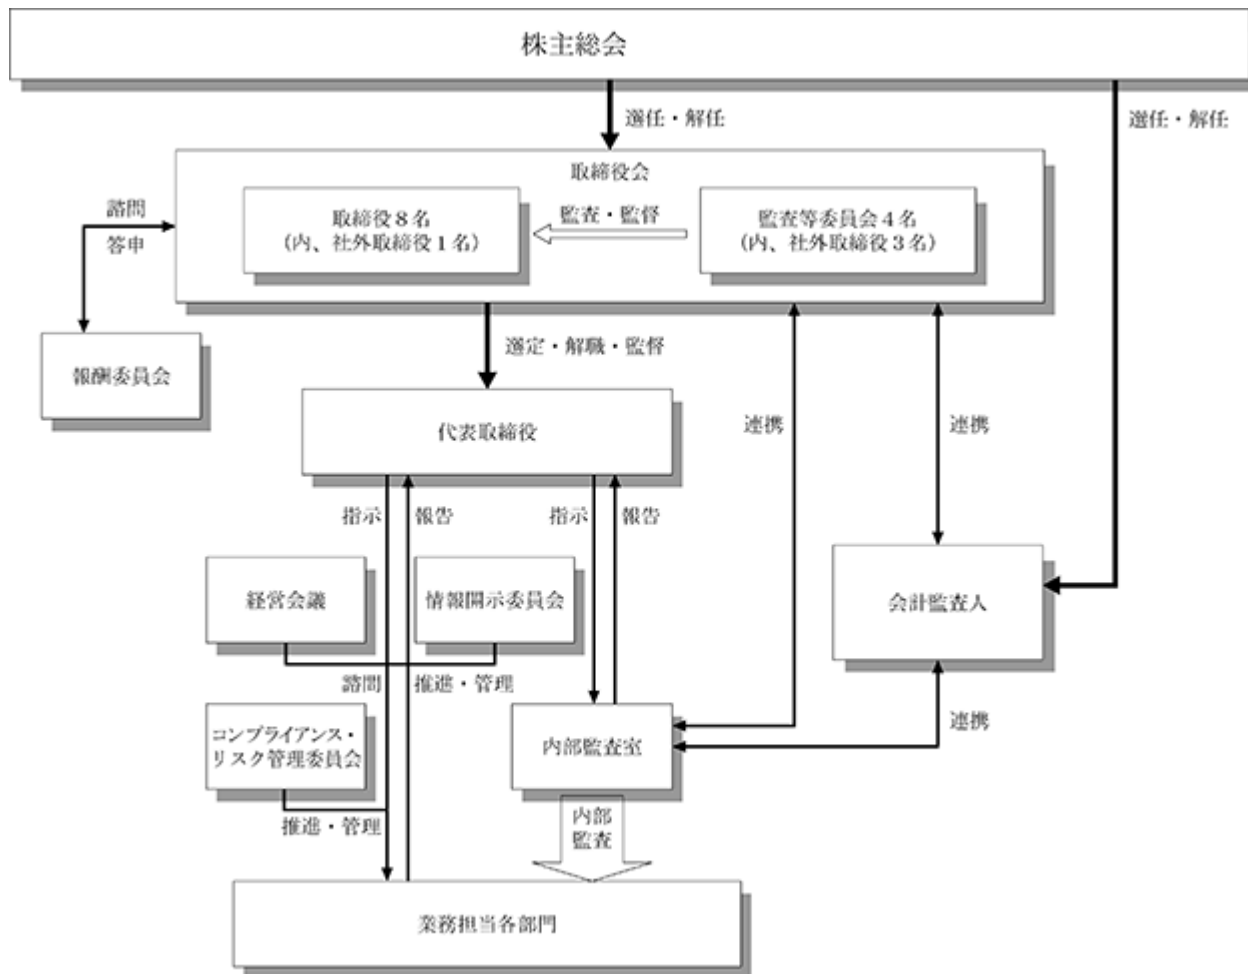 株主総会
選任・解任
選任・解任
取締役会
取締役8名
（内、社外取締役1名）
監査・監督
監査等委員会4名
（内、社外取締役3名）
諮問
答申
報酬委員会
選定・解職・監督
代表取締役
連携
連携
指示
報告
指示
報告
経営会議
情報開示委員会
会計監査人
諮問
推進・管理
コンプライアンス・
リスク管理委員会
内部監査室
連携
推進・管理
内部
監査
業務担当各部門